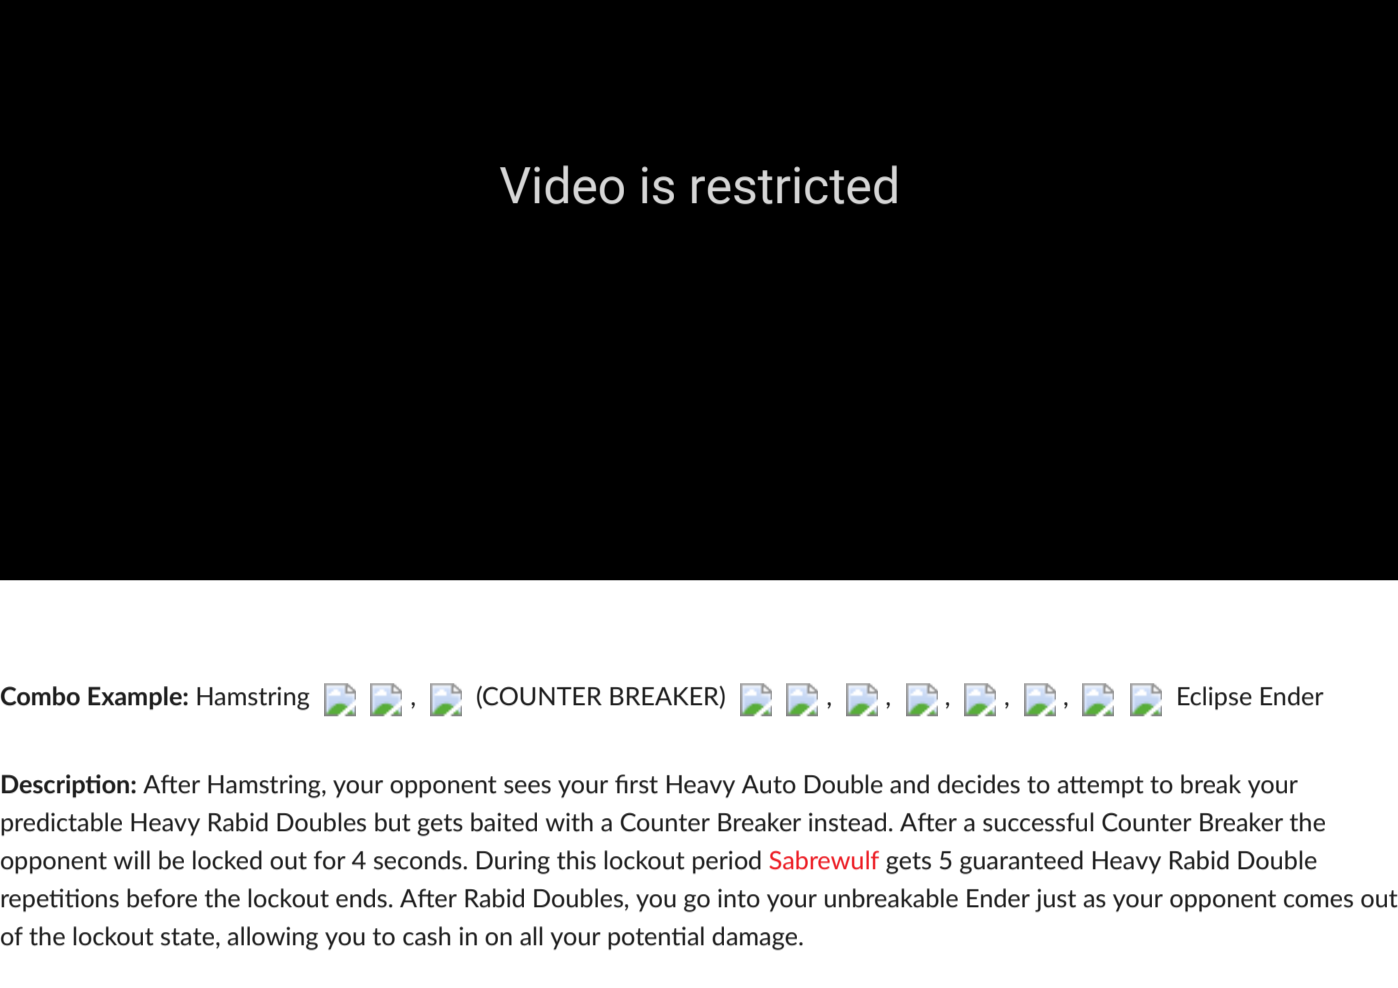 Video is restricted
Combo Example: Hamstring , (COUNTER BREAKER) , , , , , Eclipse Ender
Description: After Hamstring, your opponent sees your first Heavy Auto Double and decides to attempt to break your
predictable Heavy Rabid Doubles but gets baited with a Counter Breaker instead. After a successful Counter Breaker the
opponent will be locked out for 4 seconds. During this lockout period Sabrewulf gets 5 guaranteed Heavy Rabid Double
repetitions before the lockout ends. After Rabid Doubles, you go into your unbreakable Ender just as your opponent comes out
of the lockout state, allowing you to cash in on all your potential damage.